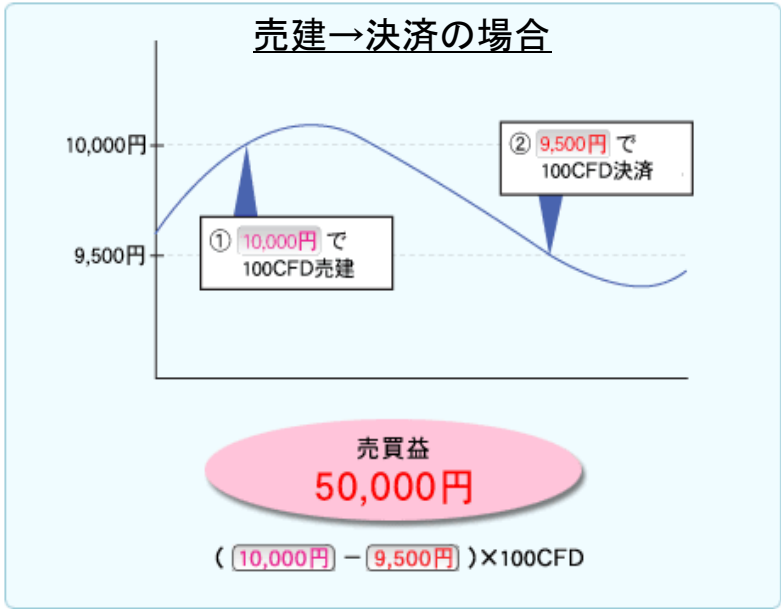 売建→決済の場合
10,000円
9,500円
① 10,000円 で
100CFD売建
② 9,500円 で
100CFD決済
売買益
50,000円
(10,000円－9,500円)×100CFD